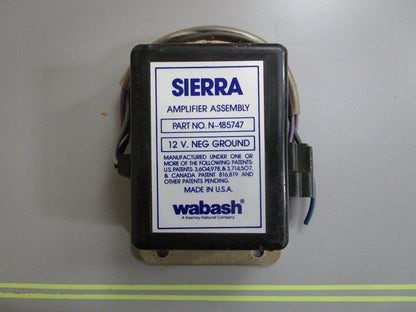 SIERRA
AMPLIFIER ASSEMBLY
PART NO. N-185747
12 V. NEG GROUND
MANUFACTURED UNDER ONE OR
MORE OF THE FOLLOWING PATENTS.
U.S. PATENTS 3,604,978, & 3,714,507,
& CANADA PATENT 816,819 AND
OTHER PATENTS PENDING.
MADE IN U.S.A.
wabash®
A Kearney-National Company